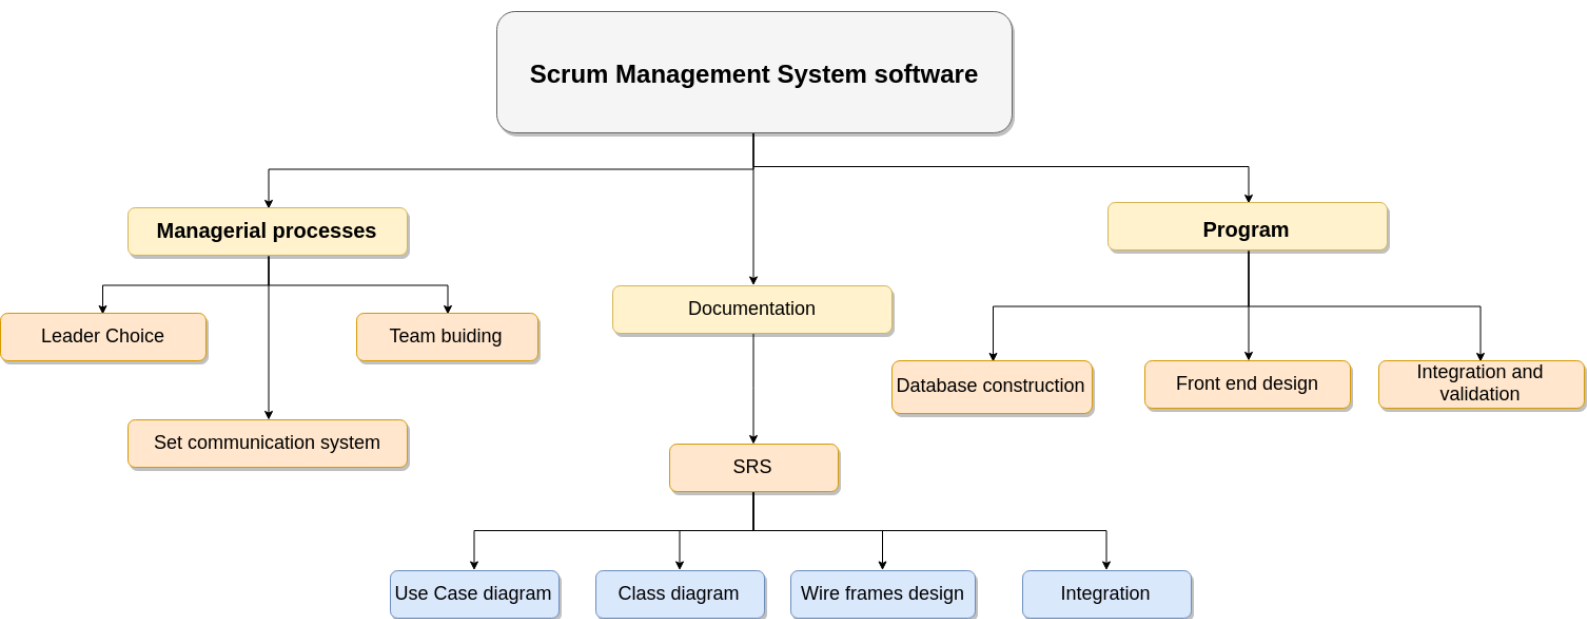 Scrum Management System software
Managerial processes
Program
Documentation
Leader Choice
Team buiding
Database construction
Front end design
Integration and
validation
Set communication system
SRS
Use Case diagram
Class diagram
Wire frames design
Integration